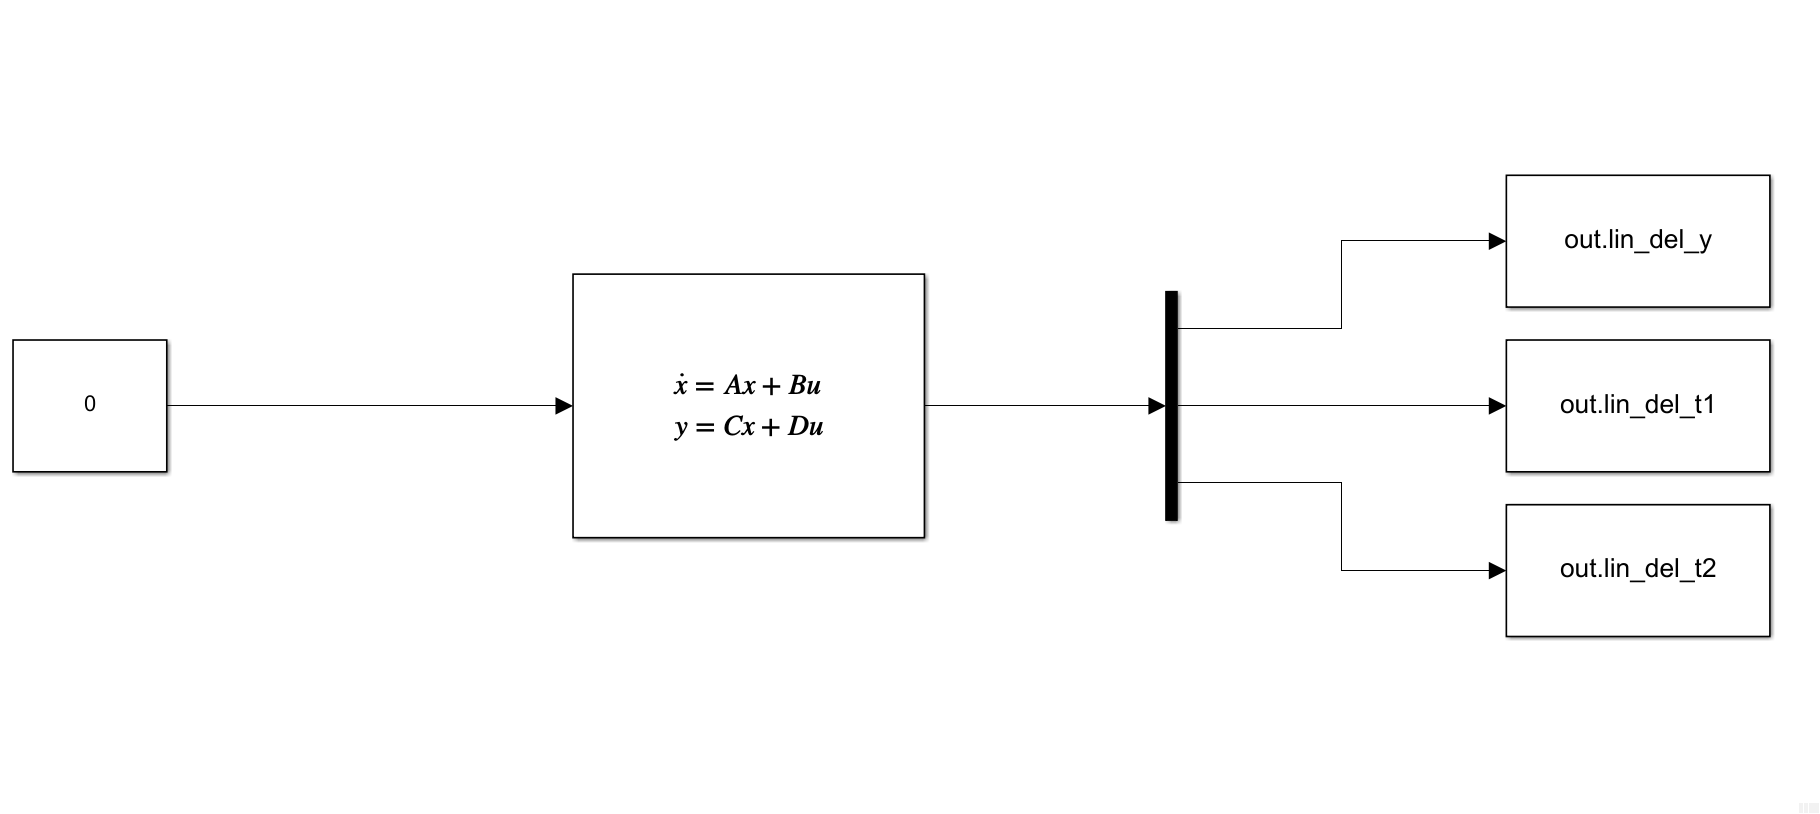 0
ẋ = Ax + Bu
y = Cx + Du
out.lin_del_y
out.lin_del_t1
out.lin_del_t2